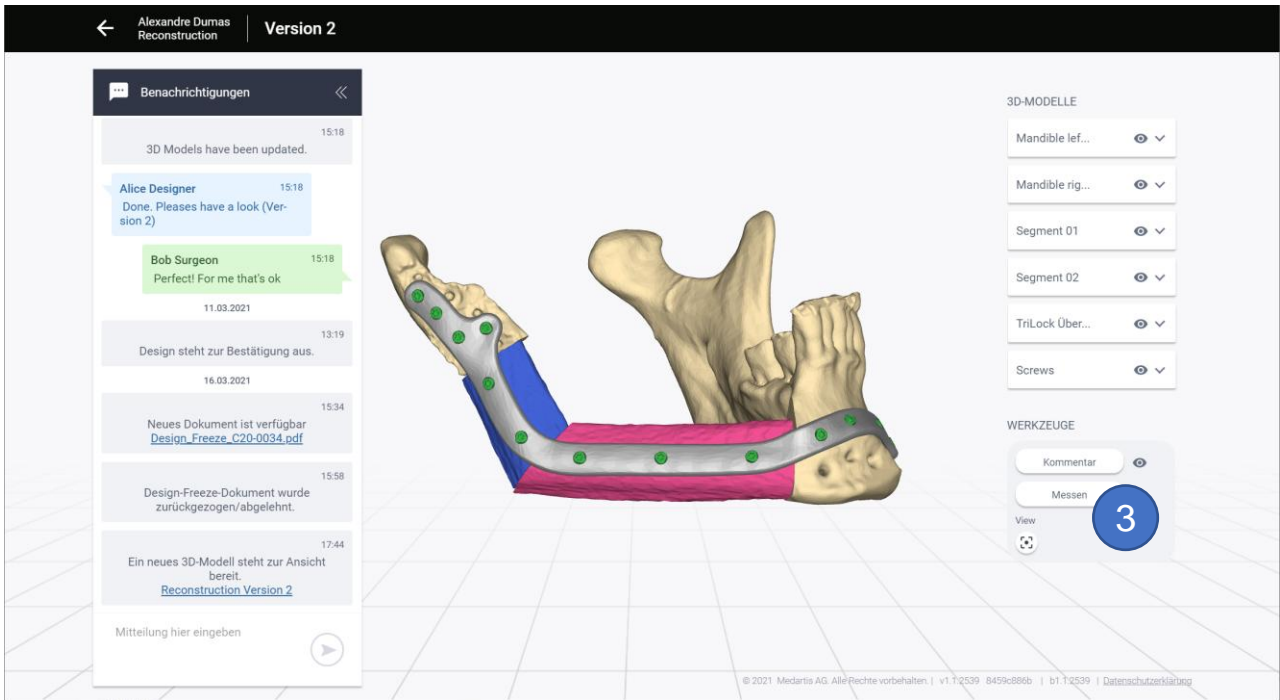 Alexandre Dumas
Reconstruction
Version 2
Benachrichtigungen
15:18
3D Models have been updated.
Alice Designer 15:18
Done. Pleases have a look (Ver-
sion 2)
Bob Surgeon 15:18
Perfect! For me that's ok
11.03.2021
13:19
Design steht zur Bestätigung aus.
16.03.2021
15:34
Neues Dokument ist verfügbar
Design_Freeze_C20-0034.pdf
15:58
Design-Freeze-Dokument wurde
zurückgezogen/abgelehnt.
17:44
Ein neues 3D-Modell steht zur Ansicht
bereit.
Reconstruction Version 2
Mitteilung hier eingeben
3D-MODELLE
Mandible lef...
Mandible rig...
Segment 01
Segment 02
TriLock Über...
Screws
WERKZEUGE
Kommentar
Messen
3
View
© 2021 Medartis AG. Alle Rechte vorbehalten. | v1.1.2539 8459c886b | b1.1.2539 | Datenschutzerklärung